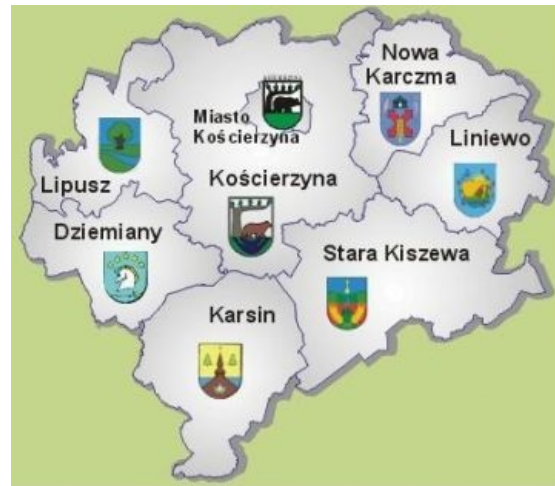 Nowa
Karczma
Miasto
Kościerzyna
Liniewo
Lipusz
Kościerzyna
Dziemiany
Stara Kiszewa
Karsin